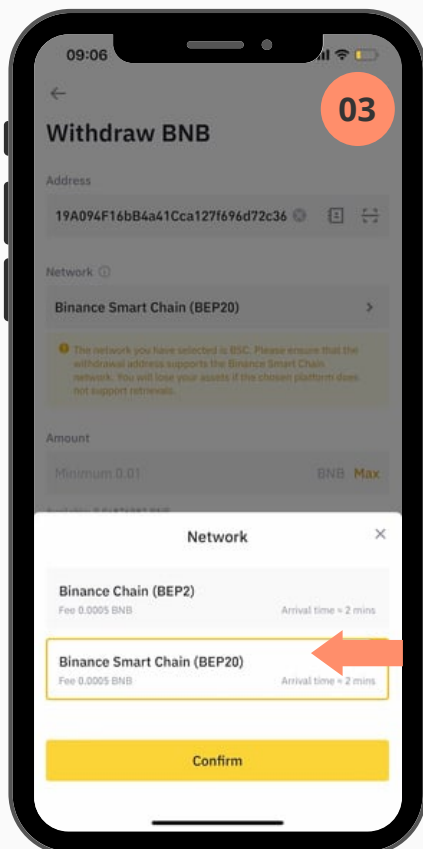 09:06
03
Withdraw BNB
Address
19A094F16bB4a41Cca127f696d72c36
Network
Binance Smart Chain (BEP20)
The network you have selected is BSC. Please ensure that the
withdrawal address supports the Binance Smart Chain
network. You will lose your assets if the chosen platform does
not support retrievals.
Amount
Minimum 0.01 BNB Max
Network
Binance Chain (BEP2)
Fee 0.0005 BNB Arrival time ≈ 2 mins
Binance Smart Chain (BEP20)
Fee 0.0005 BNB Arrival time ≈ 2 mins
Confirm